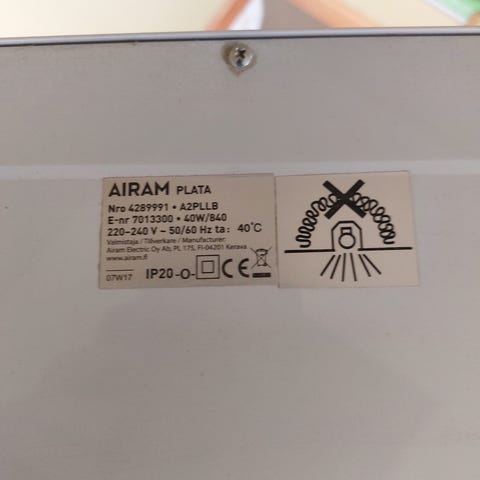 AIRAM PLATA
Nro 4289991 • A2PLLB
E-nr 7013300 • 40W/840
220-240 V ~ 50/60 Hz ta: 40°C
Valmistaja / Tillverkare / Manufacturer:
Airam Electric Oy Ab, PL 175, FI-04201 Kerava
www.airam.fi
07W17 IP20 -O- CE